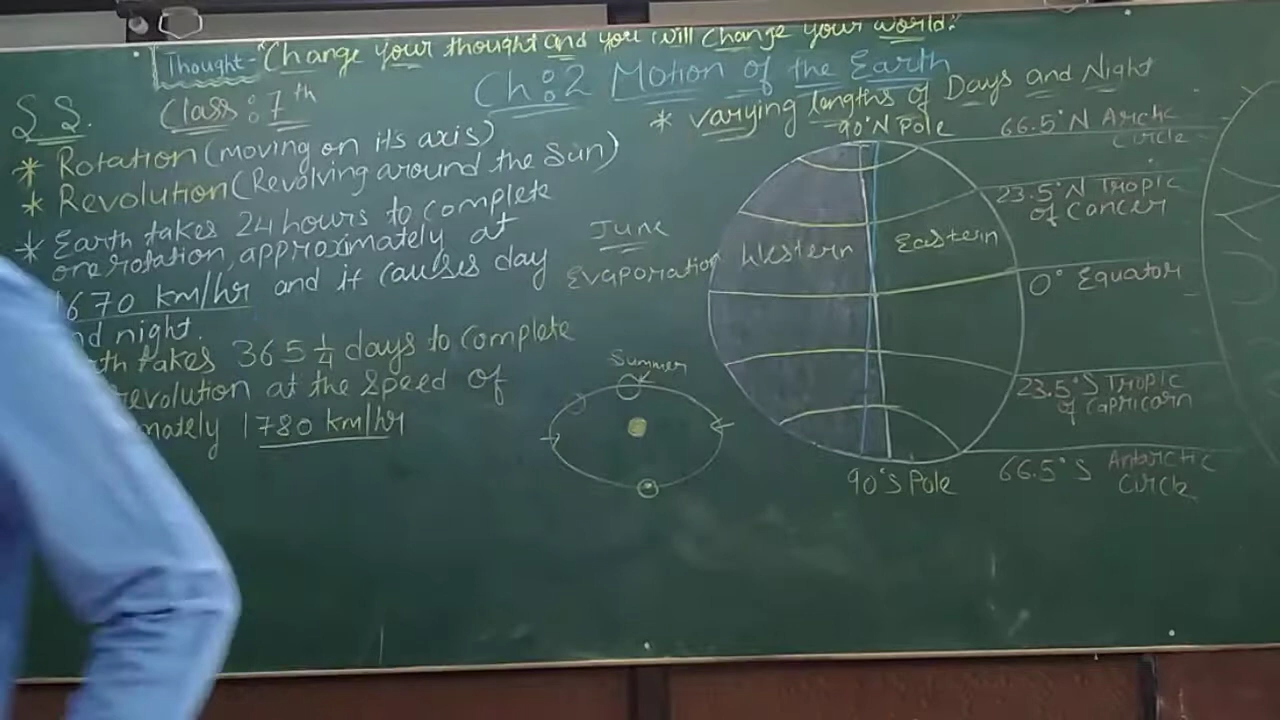 Thought- "Change your thought and you will change your world."
Ch:2 Motion of the Earth
S.S.
Class: 7th
* Rotation (moving on its axis)
* Revolution (Revolving around the Sun)
* Earth takes 24 hours to complete
one rotation, approximately at
1670 km/hr and it causes day
nd night.
th takes 365 1/4 days to complete
evolution at the speed of
mately 1780 km/hr
June
Evaporation
Summer
* varying lengths of Days and Night
90°N Pole
66.5°N Arctic
circle
23.5°N Tropic
of Cancer
Western
Eastern
0° Equator
23.5°S Tropic
of Capricorn
90°S Pole
66.5°S Antarctic
circle